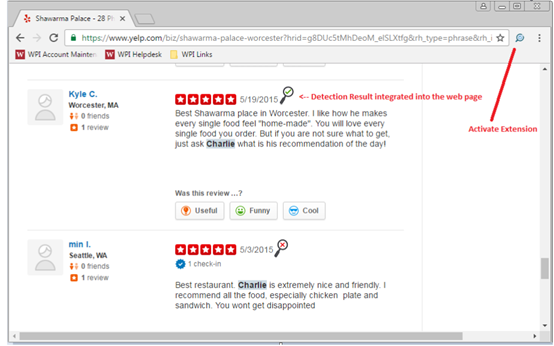 Shawarma Palace - 28 P
https://www.yelp.com/biz/shawarma-palace-worcester?hrid=g8DUc5tMhDeoM_elSLXtfg&rh_type=phrase&rh_i
WPI Account Mainten WPI Helpdesk WPI Links
Kyle C.
Worcester, MA
0 friends
1 review
5/19/2015
<-- Detection Result integrated into the web page
Activate Extension
Best Shawarma place in Worcester. I like how he makes
every single food feel "home-made". You will love every
single food you order. But if you are not sure what to get,
just ask Charlie what is his recommendation of the day!
Was this review ...?
Useful Funny Cool
min l.
Seattle, WA
0 friends
1 review
5/3/2015
1 check-in
Best restaurant. Charlie is extremely nice and friendly. I
recommend all the food, especially chicken plate and
sandwich. You wont get disappointed